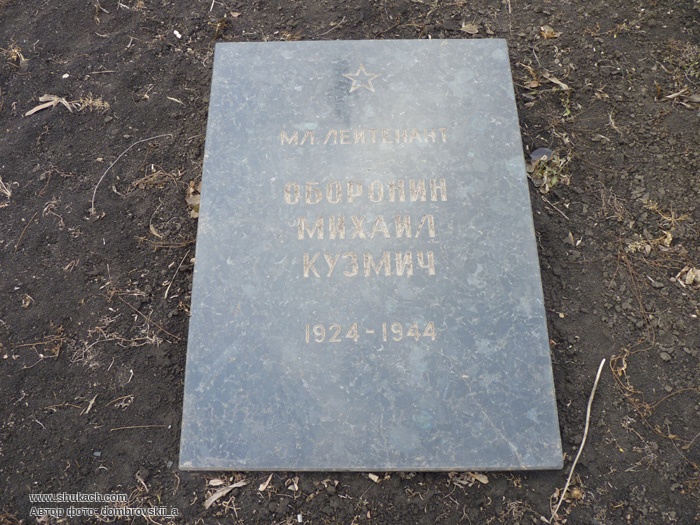 МЛ. ЛЕЙТЕНАНТ
ОБОРОНИН
МИХАИЛ
КУЗМИЧ
1924-1944
www.shukach.com
Автор фото: dombrovskii_a